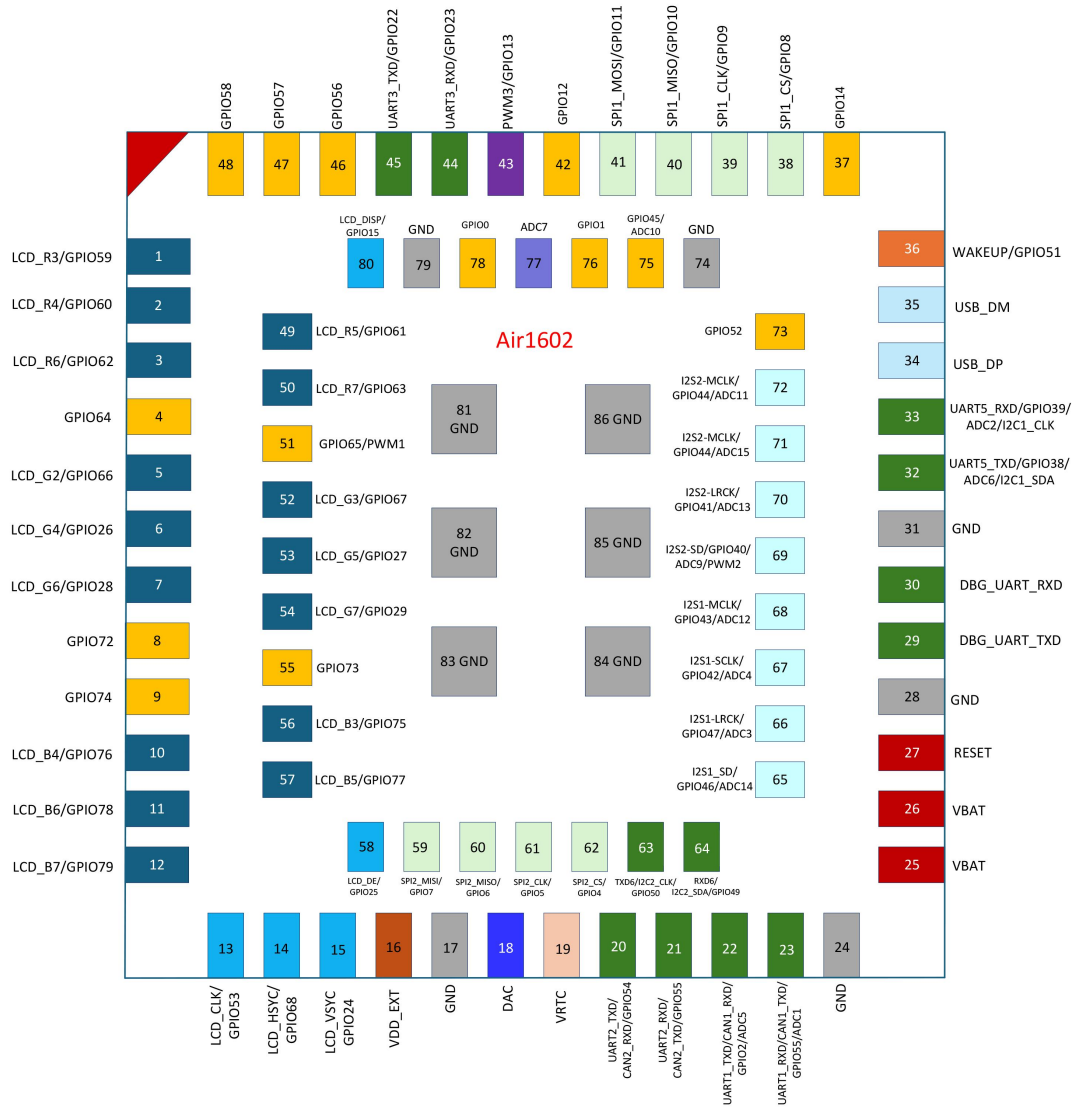 GPIO58
GPIO57
GPIO56
UART3_TXD/GPIO22
UART3_RXD/GPIO23
PWM3/GPIO13
GPIO12
SPI1_MOSI/GPIO11
SPI1_MISO/GPIO10
SPI1_CLK/GPIO9
SPI1_CS/GPIO8
GPIO14
48
47
46
45
44
43
42
41
40
39
38
37
LCD_DISP/
GPIO15
GND
GPIO0
ADC7
GPIO1
GPIO45/
ADC10
GND
80
79
78
77
76
75
74
LCD_R3/GPIO59
1
LCD_R4/GPIO60
2
LCD_R6/GPIO62
3
GPIO64
4
LCD_G2/GPIO66
5
LCD_G4/GPIO26
6
LCD_G6/GPIO28
7
GPIO72
8
GPIO74
9
LCD_B4/GPIO76
10
LCD_B6/GPIO78
11
LCD_B7/GPIO79
12
49
LCD_R5/GPIO61
50
LCD_R7/GPIO63
51
GPIO65/PWM1
52
LCD_G3/GPIO67
53
LCD_G5/GPIO27
54
LCD_G7/GPIO29
55
GPIO73
56
LCD_B3/GPIO75
57
LCD_B5/GPIO77
Air1602
81
GND
86 GND
82
GND
85 GND
83 GND
84 GND
GPIO52
73
I2S2-MCLK/
GPIO44/ADC11
72
I2S2-MCLK/
GPIO44/ADC15
71
I2S2-LRCK/
GPIO41/ADC13
70
I2S2-SD/GPIO40/
ADC9/PWM2
69
I2S1-MCLK/
GPIO43/ADC12
68
I2S1-SCLK/
GPIO42/ADC4
67
I2S1-LRCK/
GPIO47/ADC3
66
I2S1_SD/
GPIO46/ADC14
65
36
WAKEUP/GPIO51
35
USB_DM
34
USB_DP
33
UART5_RXD/GPIO39/
ADC2/I2C1_CLK
32
UART5_TXD/GPIO38/
ADC6/I2C1_SDA
31
GND
30
DBG_UART_RXD
29
DBG_UART_TXD
28
GND
27
RESET
26
VBAT
25
VBAT
58
59
60
61
62
63
64
LCD_DE/
GPIO25
SPI2_MISI/
GPIO7
SPI2_MISO/
GPIO6
SPI2_CLK/
GPIO5
SPI2_CS/
GPIO4
TXD6/I2C2_CLK/
GPIO50
RXD6/
I2C2_SDA/GPIO49
13
14
15
16
17
18
19
20
21
22
23
24
LCD_CLK/
GPIO53
LCD_HSYC/
GPIO68
LCD_VSYC
GPIO24
VDD_EXT
GND
DAC
VRTC
UART2_TXD/
CAN2_RXD/GPIO54
UART2_RXD/
CAN2_TXD/GPIO55
UART1_TXD/CAN1_RXD/
GPIO2/ADC5
UART1_RXD/CAN1_TXD/
GPIO55/ADC1
GND